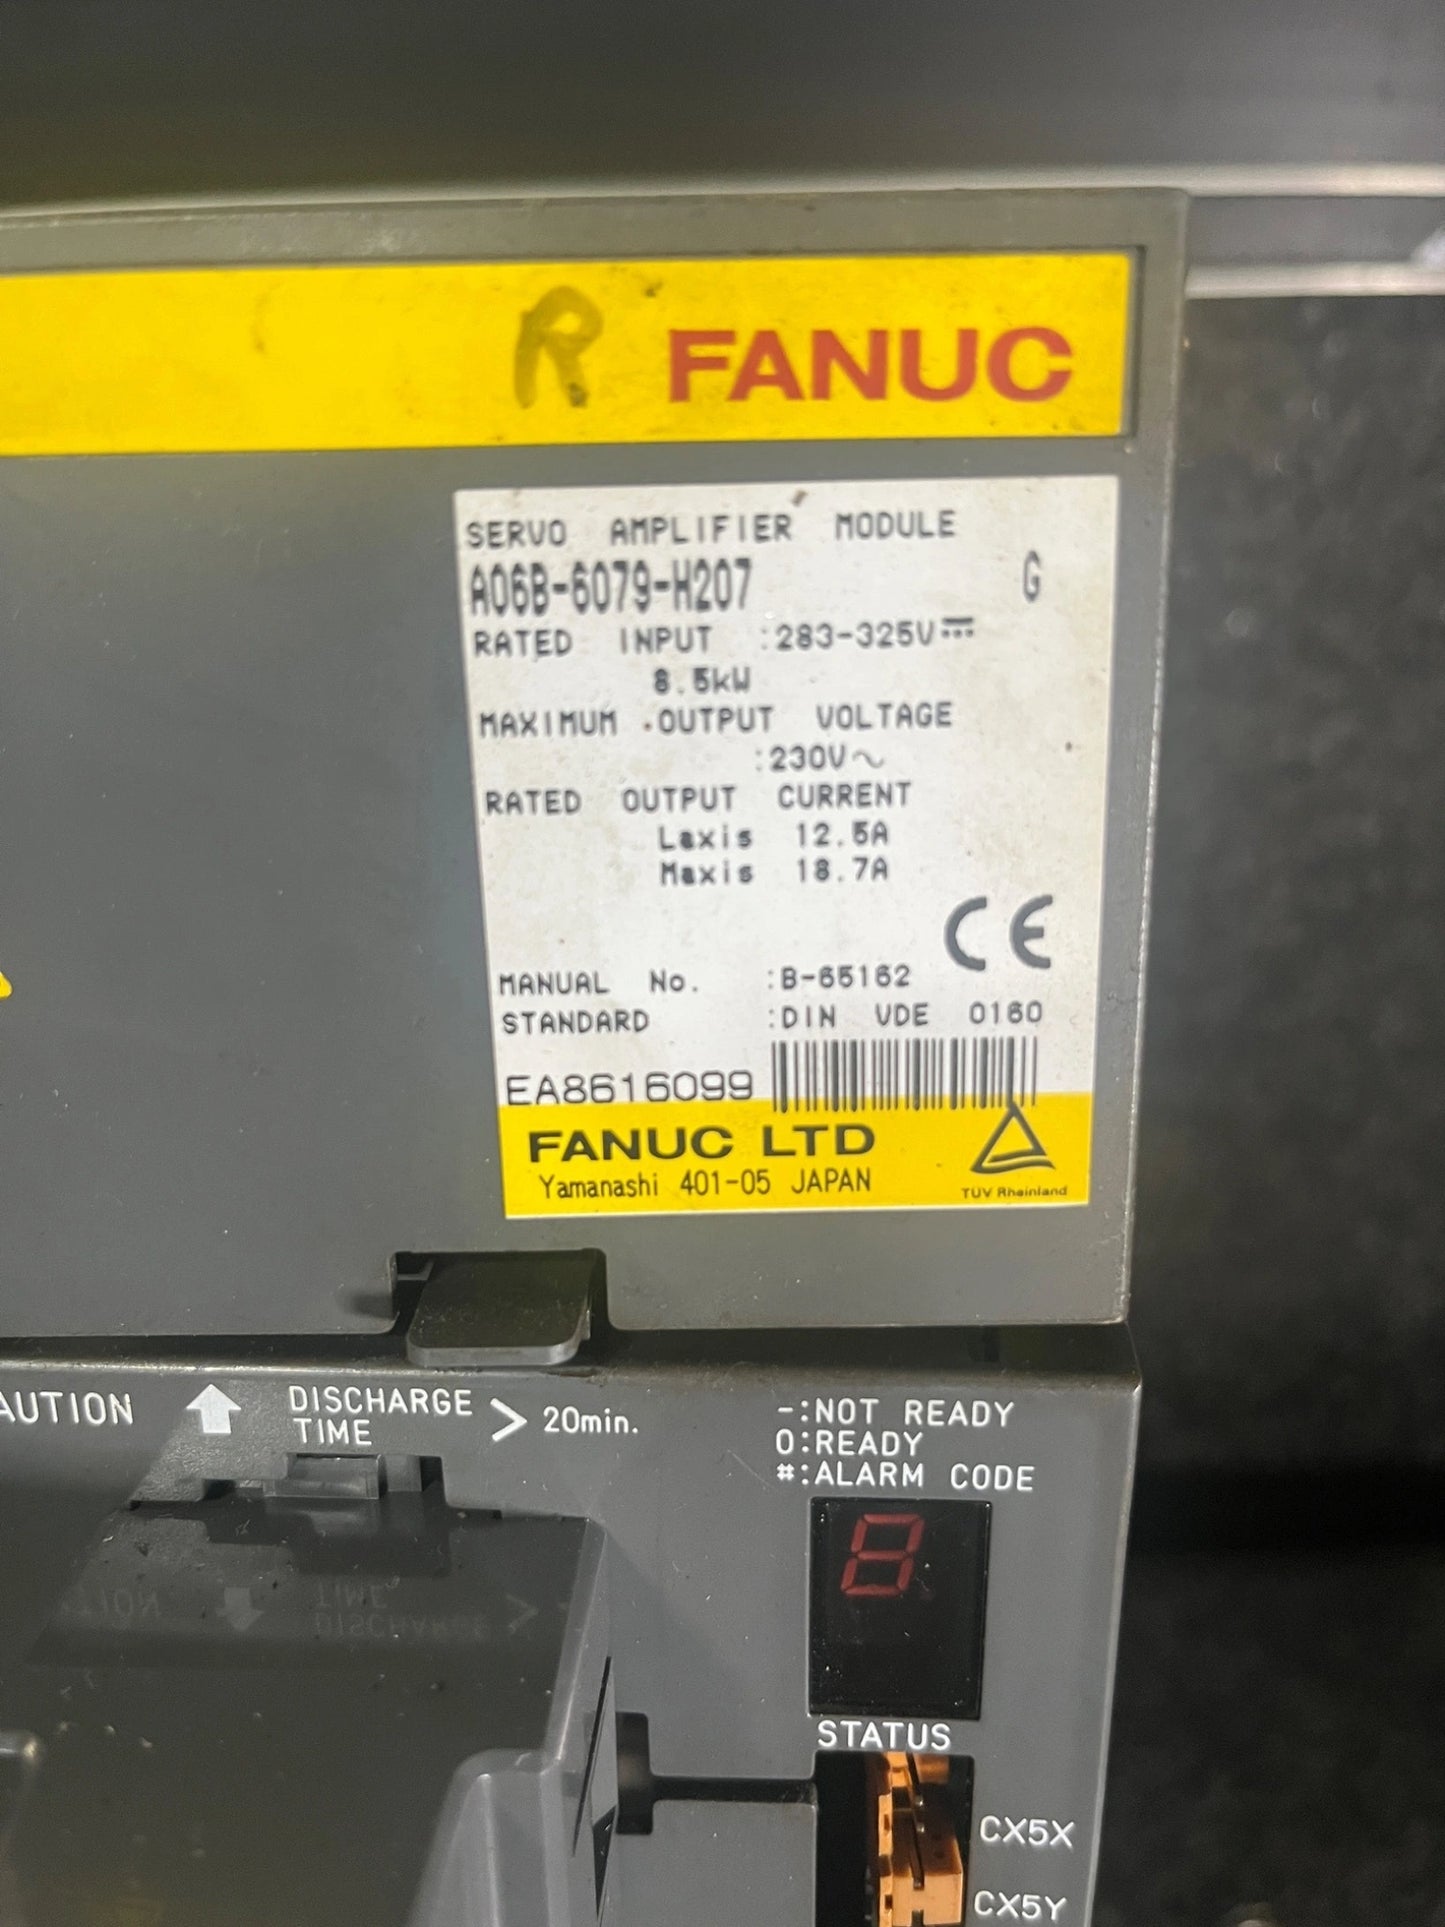 R FANUC
SERVO AMPLIFIER MODULE
A06B-6079-H207 G
RATED INPUT :283-325V⎓
8.5kW
MAXIMUM OUTPUT VOLTAGE
:230V~
RATED OUTPUT CURRENT
Laxis 12.5A
Maxis 18.7A
CE
MANUAL No. :B-65162
STANDARD :DIN VDE 0160
EA8616099
FANUC LTD
Yamanashi 401-05 JAPAN
TUV Rheinland
AUTION
DISCHARGE
TIME
> 20min.
-:NOT READY
0:READY
#:ALARM CODE
8
STATUS
CX5X
CX5Y